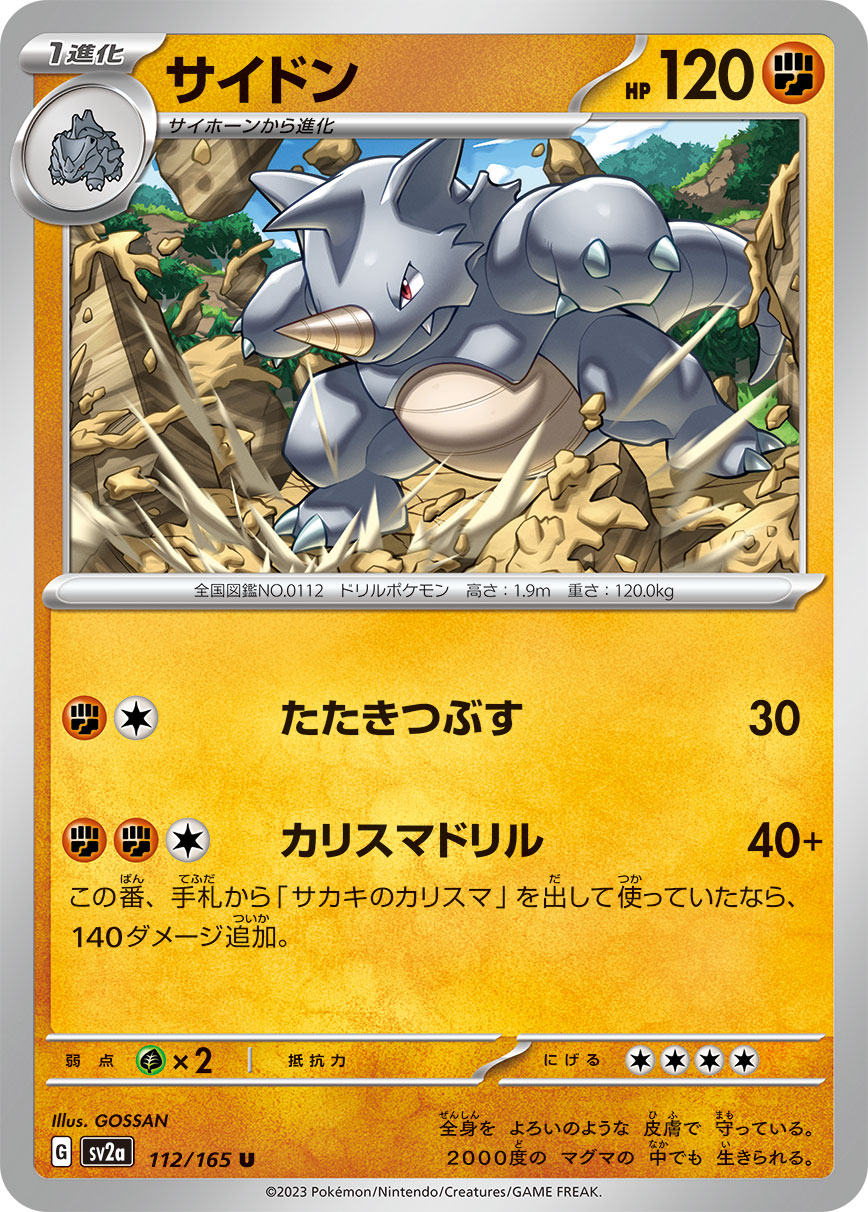 1進化
サイドン
HP 120
サイホーンから進化
全国図鑑NO.0112 ドリルポケモン 高さ：1.9m 重さ：120.0kg
たたきつぶす 30
カリスマドリル 40+
この番、手札から「サカキのカリスマ」を出して使っていたなら、
140ダメージ追加。
弱点 ×2 抵抗力 にげる
Illus. GOSSAN
全身を よろいのような 皮膚で 守っている。
2000度の マグマの 中でも 生きられる。
G sv2a 112/165 U
©2023 Pokémon/Nintendo/Creatures/GAME FREAK.